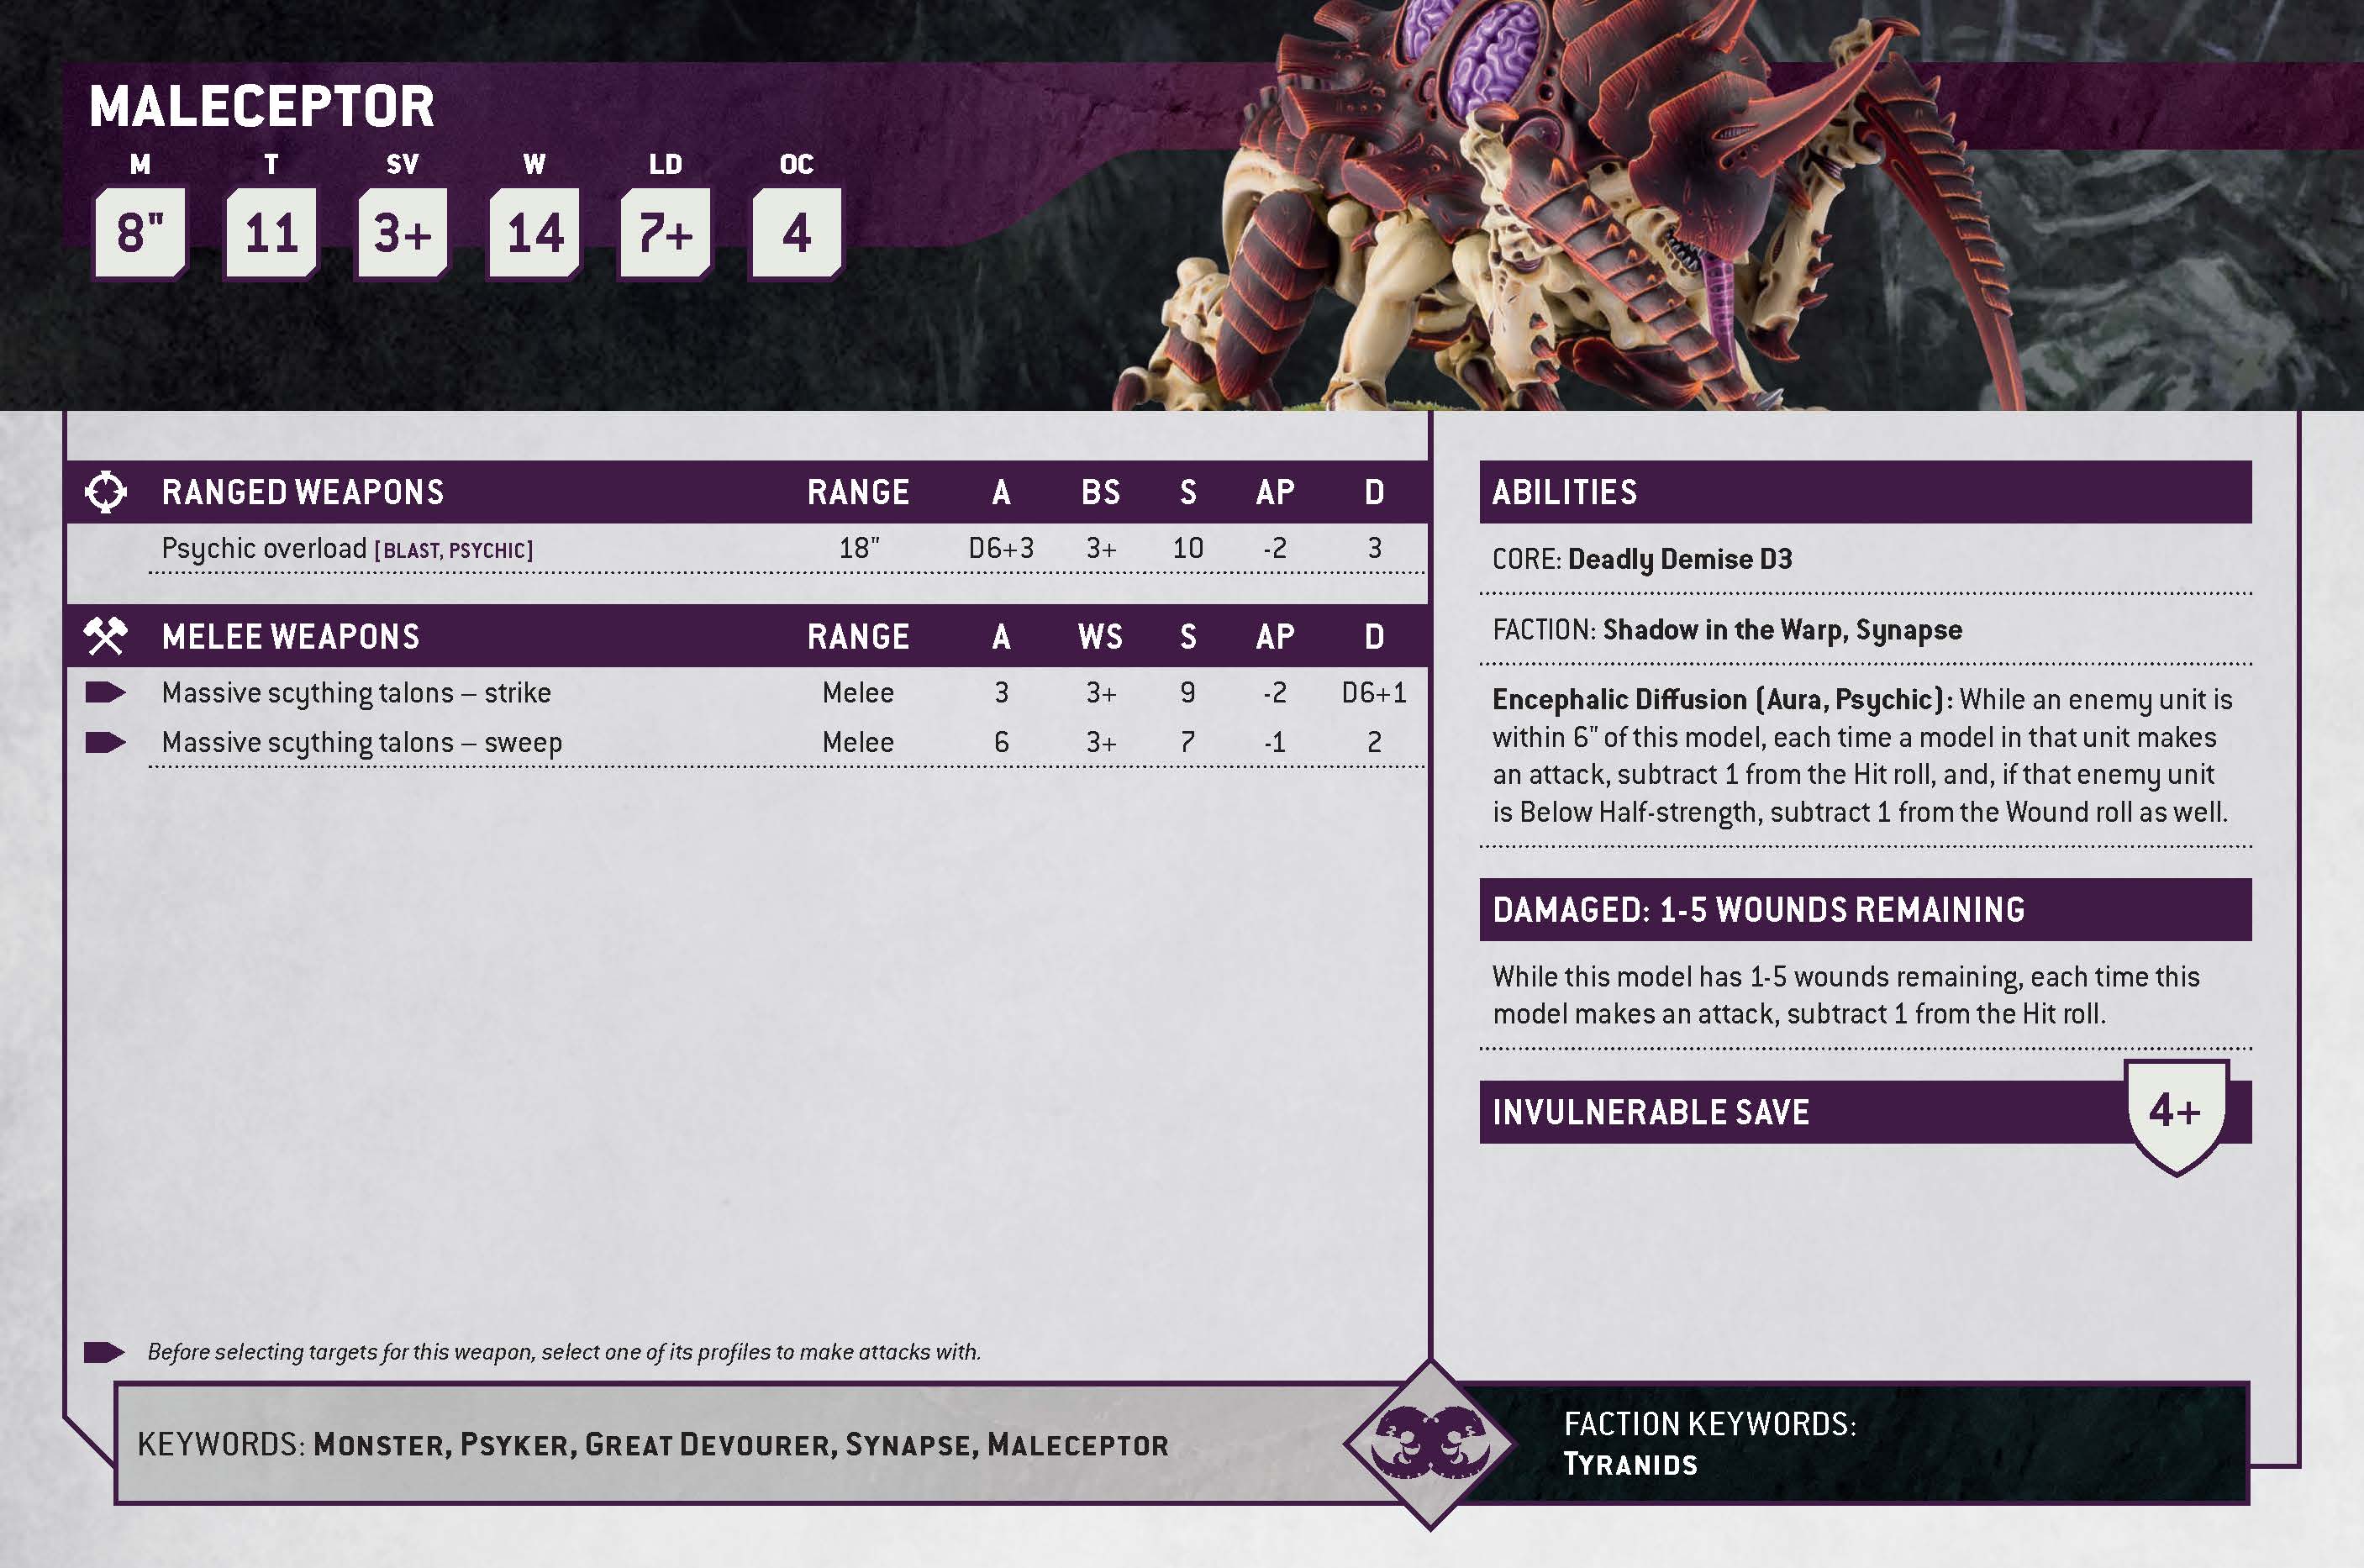 MALECEPTOR
M T SV W LD OC
8" 11 3+ 14 7+ 4
RANGED WEAPONS RANGE A BS S AP D
Psychic overload [BLAST, PSYCHIC] 18" D6+3 3+ 10 -2 3
MELEE WEAPONS RANGE A WS S AP D
Massive scything talons – strike Melee 3 3+ 9 -2 D6+1
Massive scything talons – sweep Melee 6 3+ 7 -1 2
Before selecting targets for this weapon, select one of its profiles to make attacks with.
ABILITIES
CORE: Deadly Demise D3
FACTION: Shadow in the Warp, Synapse
Encephalic Diffusion (Aura, Psychic): While an enemy unit is
within 6" of this model, each time a model in that unit makes
an attack, subtract 1 from the Hit roll, and, if that enemy unit
is Below Half-strength, subtract 1 from the Wound roll as well.
DAMAGED: 1-5 WOUNDS REMAINING
While this model has 1-5 wounds remaining, each time this
model makes an attack, subtract 1 from the Hit roll.
INVULNERABLE SAVE 4+
KEYWORDS: MONSTER, PSYKER, GREAT DEVOURER, SYNAPSE, MALECEPTOR
FACTION KEYWORDS:
TYRANIDS